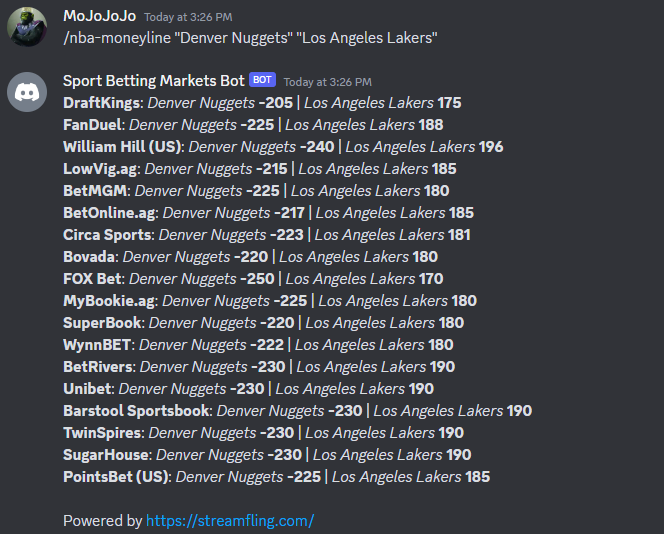 MoJoJoJo Today at 3:26 PM
/nba-moneyline "Denver Nuggets" "Los Angeles Lakers"
Sport Betting Markets Bot BOT Today at 3:26 PM
DraftKings: Denver Nuggets -205 | Los Angeles Lakers 175
FanDuel: Denver Nuggets -225 | Los Angeles Lakers 188
William Hill (US): Denver Nuggets -240 | Los Angeles Lakers 196
LowVig.ag: Denver Nuggets -215 | Los Angeles Lakers 185
BetMGM: Denver Nuggets -225 | Los Angeles Lakers 180
BetOnline.ag: Denver Nuggets -217 | Los Angeles Lakers 185
Circa Sports: Denver Nuggets -223 | Los Angeles Lakers 181
Bovada: Denver Nuggets -220 | Los Angeles Lakers 180
FOX Bet: Denver Nuggets -250 | Los Angeles Lakers 170
MyBookie.ag: Denver Nuggets -225 | Los Angeles Lakers 180
SuperBook: Denver Nuggets -220 | Los Angeles Lakers 180
WynnBET: Denver Nuggets -222 | Los Angeles Lakers 180
BetRivers: Denver Nuggets -230 | Los Angeles Lakers 190
Unibet: Denver Nuggets -230 | Los Angeles Lakers 190
Barstool Sportsbook: Denver Nuggets -230 | Los Angeles Lakers 190
TwinSpires: Denver Nuggets -230 | Los Angeles Lakers 190
SugarHouse: Denver Nuggets -230 | Los Angeles Lakers 190
PointsBet (US): Denver Nuggets -225 | Los Angeles Lakers 185
Powered by https://streamfling.com/